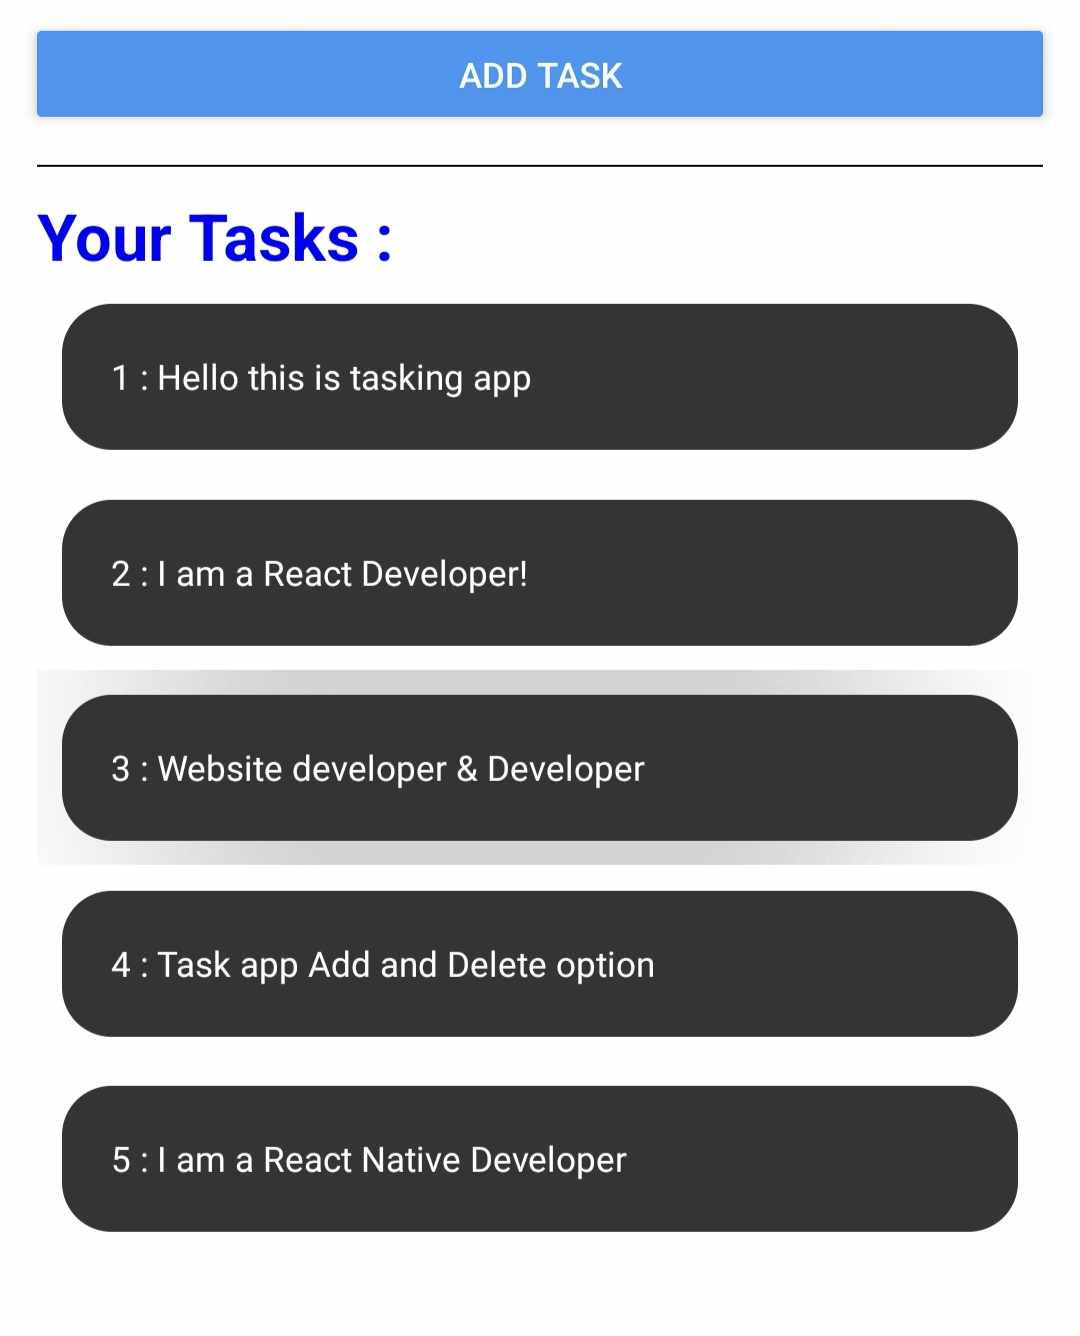 ADD TASK
Your Tasks :
1 : Hello this is tasking app
2 : I am a React Developer!
3 : Website developer & Developer
4 : Task app Add and Delete option
5 : I am a React Native Developer